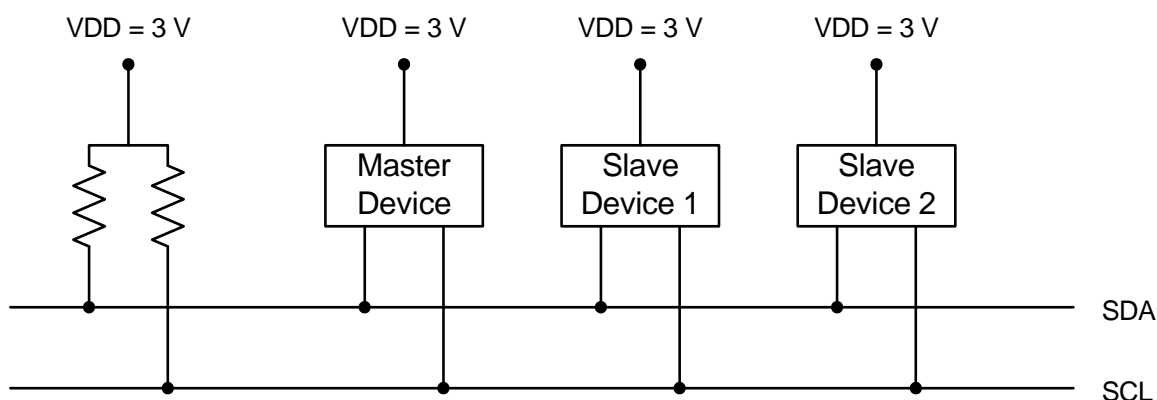 VDD = 3 V VDD = 3 V VDD = 3 V VDD = 3 V
Master
Device
Slave
Device 1
Slave
Device 2
SDA
SCL